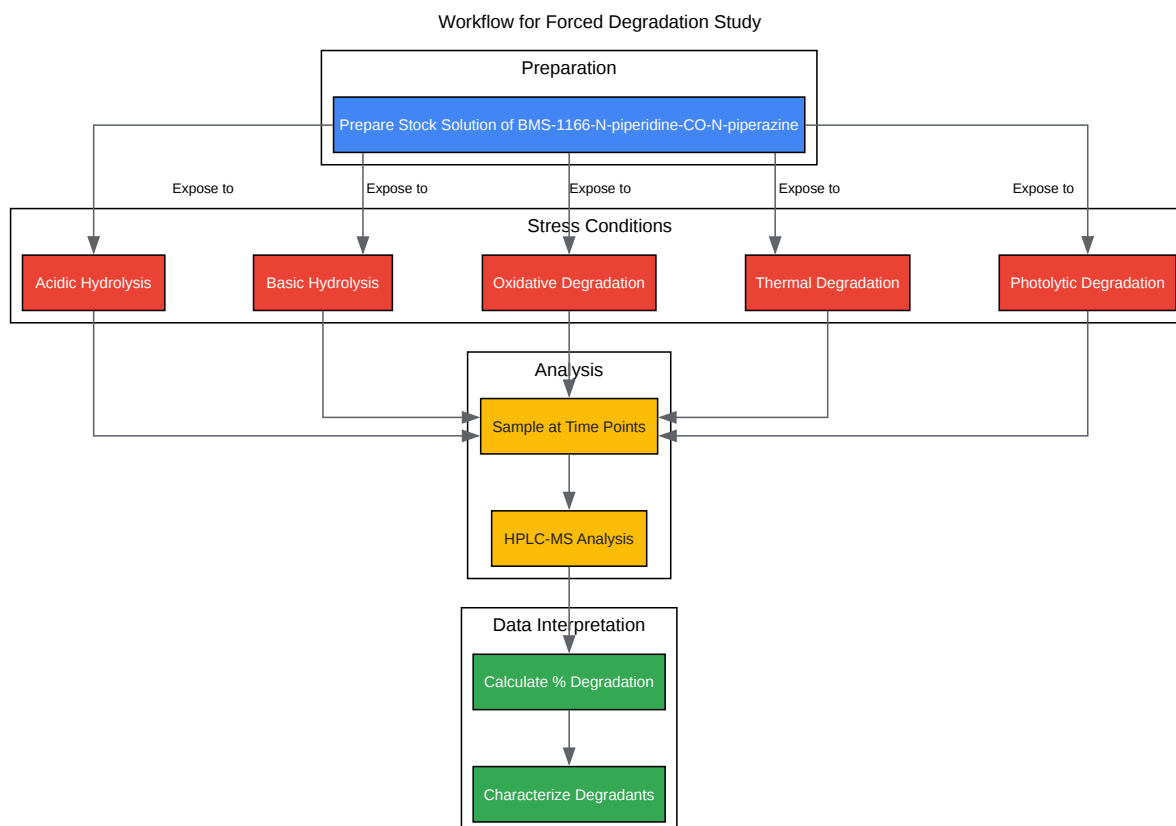 Workflow for Forced Degradation Study
Preparation
Prepare Stock Solution of BMS-1166-N-piperidine-CO-N-piperazine
Expose to
Expose to
Expose to
Expose to
Expose to
Stress Conditions
Acidic Hydrolysis
Basic Hydrolysis
Oxidative Degradation
Thermal Degradation
Photolytic Degradation
Analysis
Sample at Time Points
HPLC-MS Analysis
Data Interpretation
Calculate % Degradation
Characterize Degradants